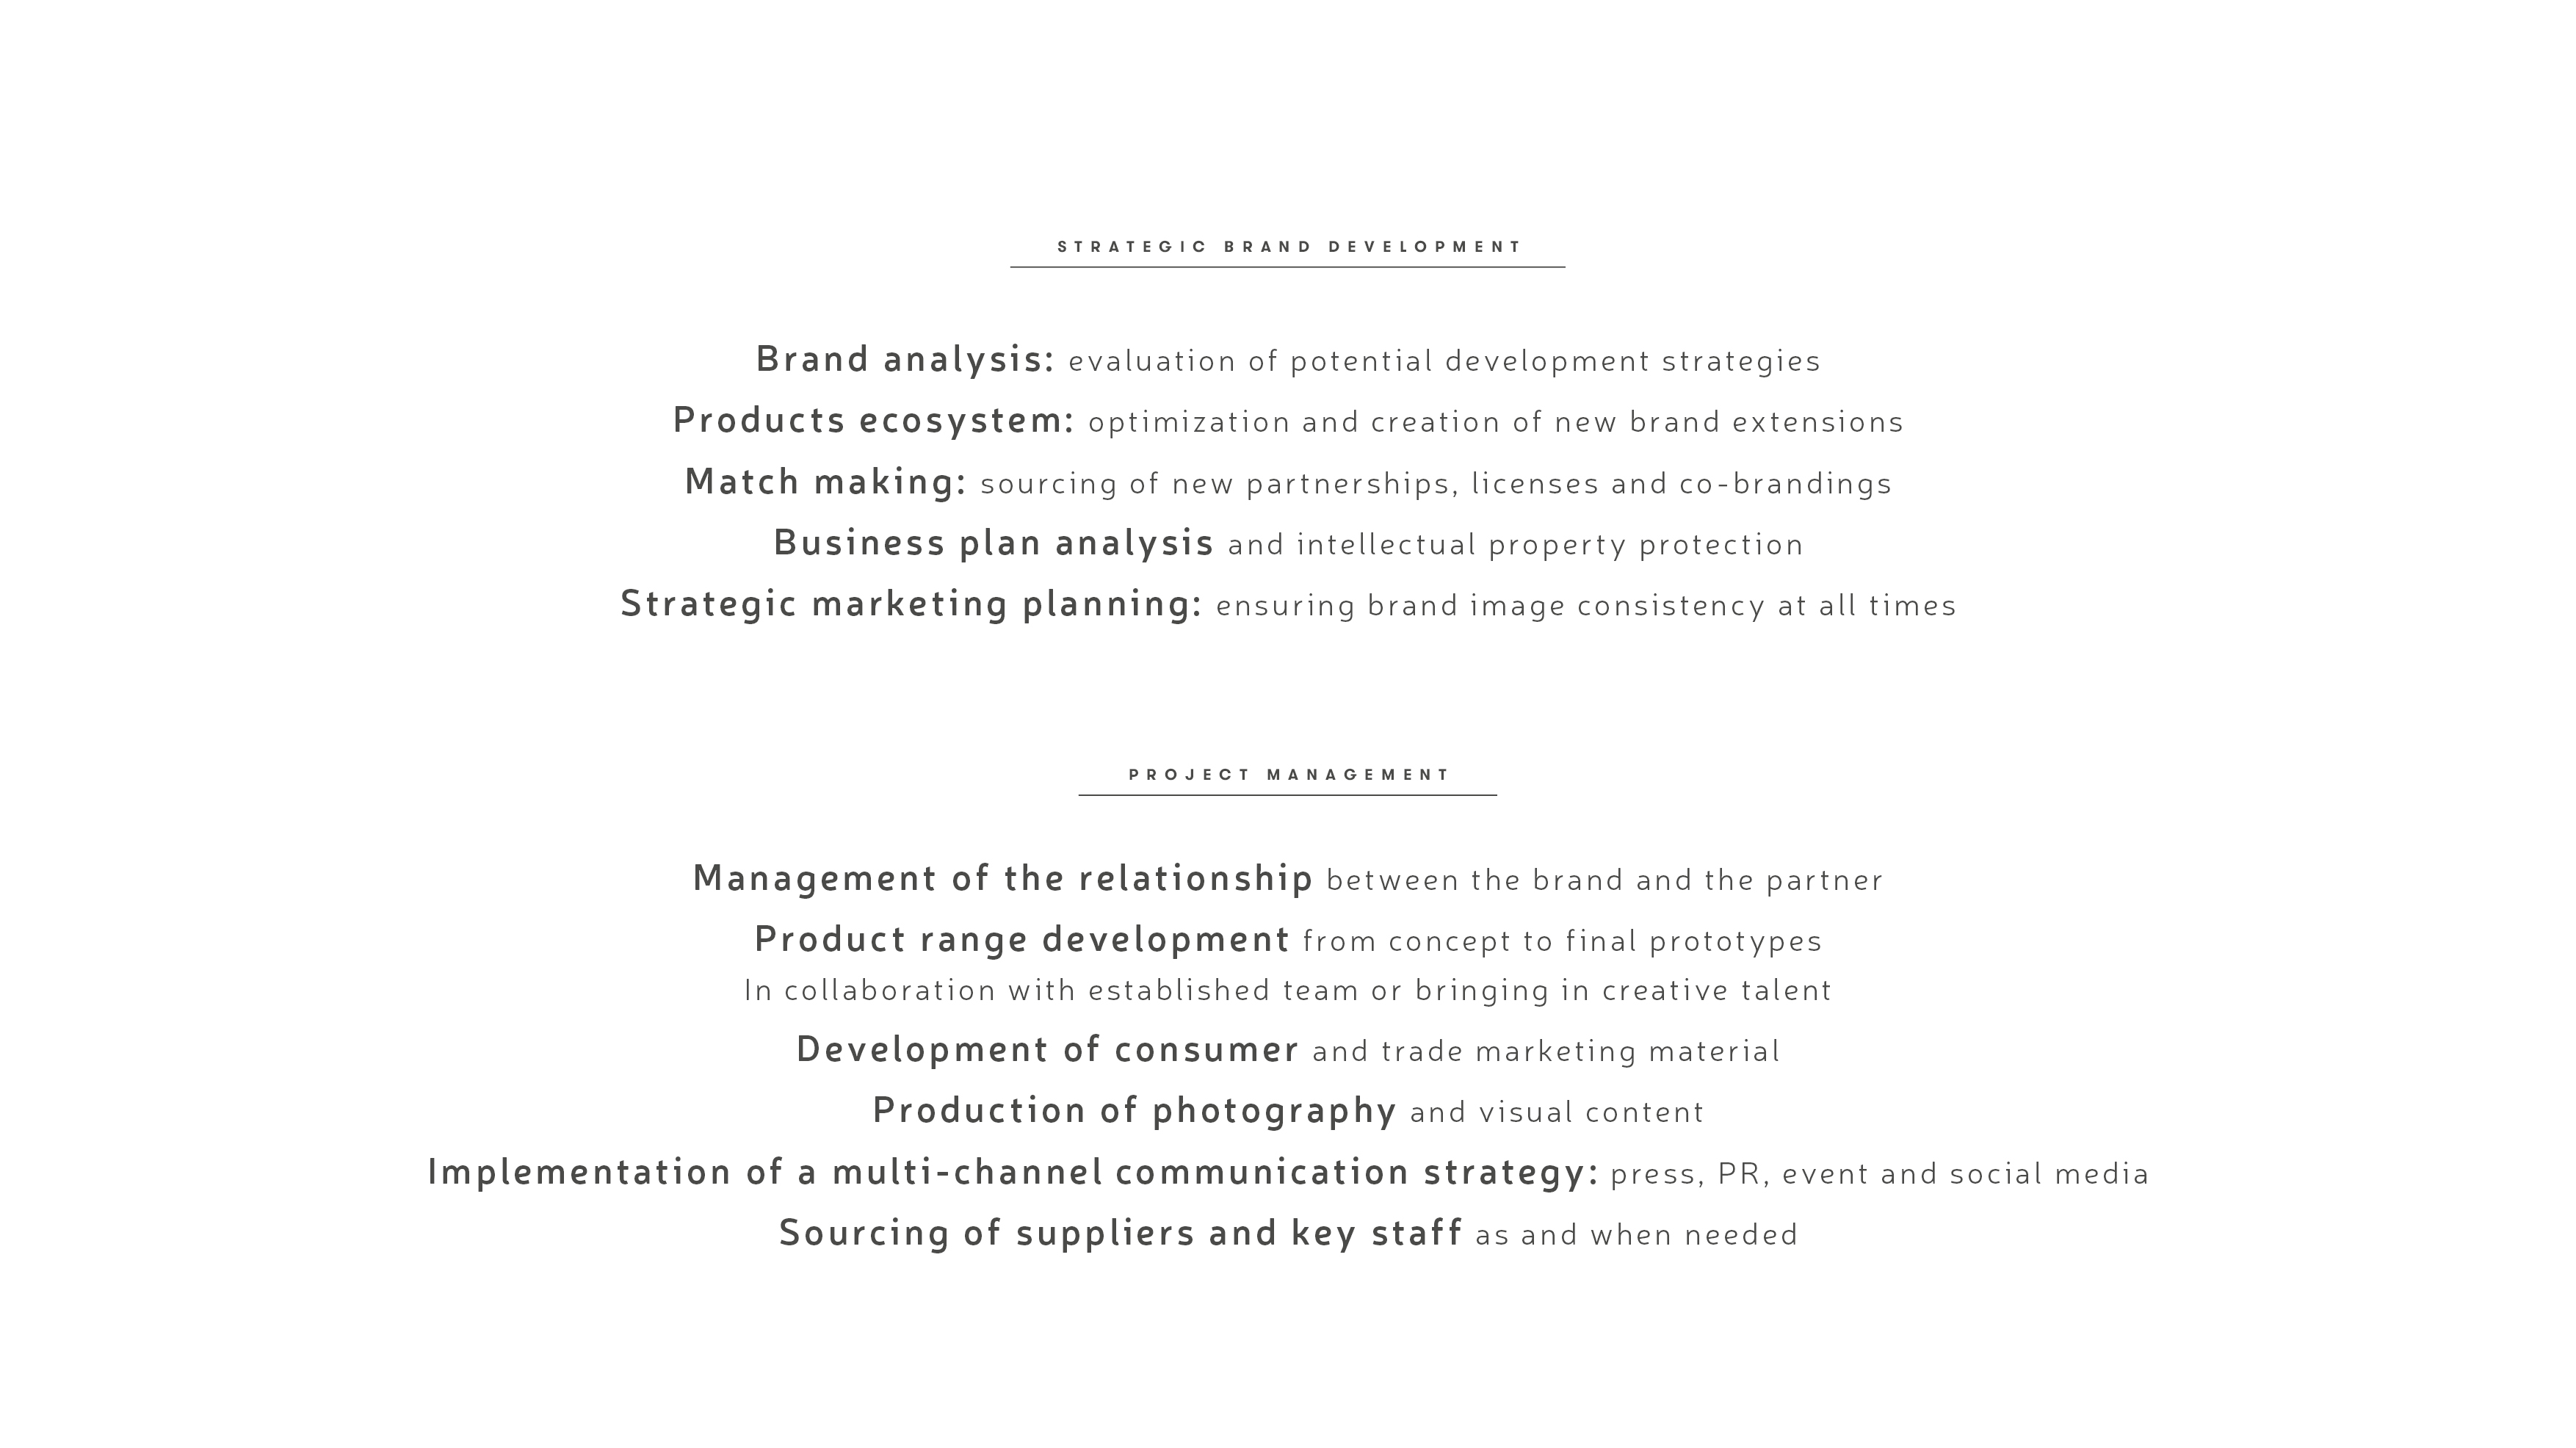 STRATEGIC BRAND DEVELOPMENT
Brand analysis: evaluation of potential development strategies
Products ecosystem: optimization and creation of new brand extensions
Match making: sourcing of new partnerships, licenses and co-brandings
Business plan analysis and intellectual property protection
Strategic marketing planning: ensuring brand image consistency at all times
PROJECT MANAGEMENT
Management of the relationship between the brand and the partner
Product range development from concept to final prototypes
In collaboration with established team or bringing in creative talent
Development of consumer and trade marketing material
Production of photography and visual content
Implementation of a multi-channel communication strategy: press, PR, event and social media
Sourcing of suppliers and key staff as and when needed